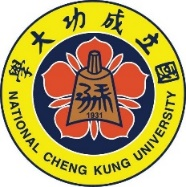 國立成功大學
1931
NATIONAL CHENG KUNG UNIVERSITY